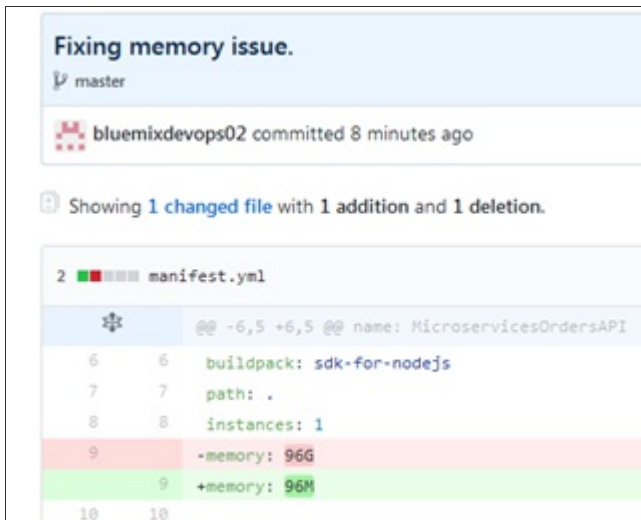 Fixing memory issue.
master
bluemixdevops02 committed 8 minutes ago
Showing 1 changed file with 1 addition and 1 deletion.
2 manifest.yml
@@ -6,5 +6,5 @@ name: MicroservicesOrdersAPI
6 6 buildpack: sdk-for-nodejs
7 7 path: .
8 8 instances: 1
9 -memory: 96G
9 +memory: 96M
10 10